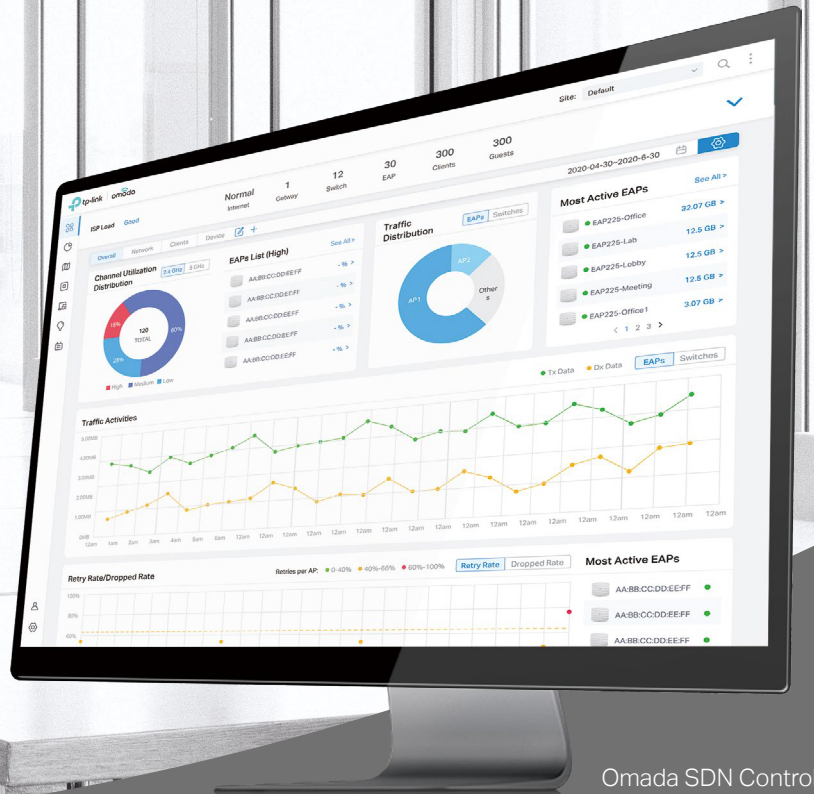 Site: Default
tp-link omada
Normal
Internet
1
Getway
12
Switch
30
EAP
300
Clients
300
Guests
ISP Load Good
2020-04-30~2020-6-30
Overall Network Clients Device
Channel Utilization
Distribution
2.4 GHz 5 GHz
120
TOTAL
60%
High Medium Low
EAPs List (High)
See All >
AA:BB:CC:DD:EE:FF - % >
AA:BB:CC:DD:EE:FF - % >
AA:BB:CC:DD:EE:FF - % >
AA:BB:CC:DD:EE:FF - % >
AA:BB:CC:DD:EE:FF - % >
Traffic
Distribution
EAPs Switches
AP1
AP2
Other
s
Most Active EAPs
See All >
EAP225-Office 32.07 GB >
EAP225-Lab 12.5 GB >
EAP225-Lobby 12.5 GB >
EAP225-Meeting 12.5 GB >
EAP225-Office1 3.07 GB >
< 1 2 3 >
Traffic Activities
Tx Data Dx Data EAPs Switches
5.00MB
4.00MB
3.00MB
2.00MB
1.00MB
0MB
12am 1am 2am 3am 4am 5am 12am 12am 12am 12am 12am 12am 12am 12am 12am 12am 12am 12am 12am 12am 12am 12am 12am
Retry Rate/Dropped Rate
Retries per AP: 0-40% 40%-66% 60%-100%
Retry Rate Dropped Rate
100%
80%
60%
Most Active EAPs
AA:BB:CC:DD:EE:FF
AA:BB:CC:DD:EE:FF
AA:BB:CC:DD:EE:FF
Omada SDN Contro